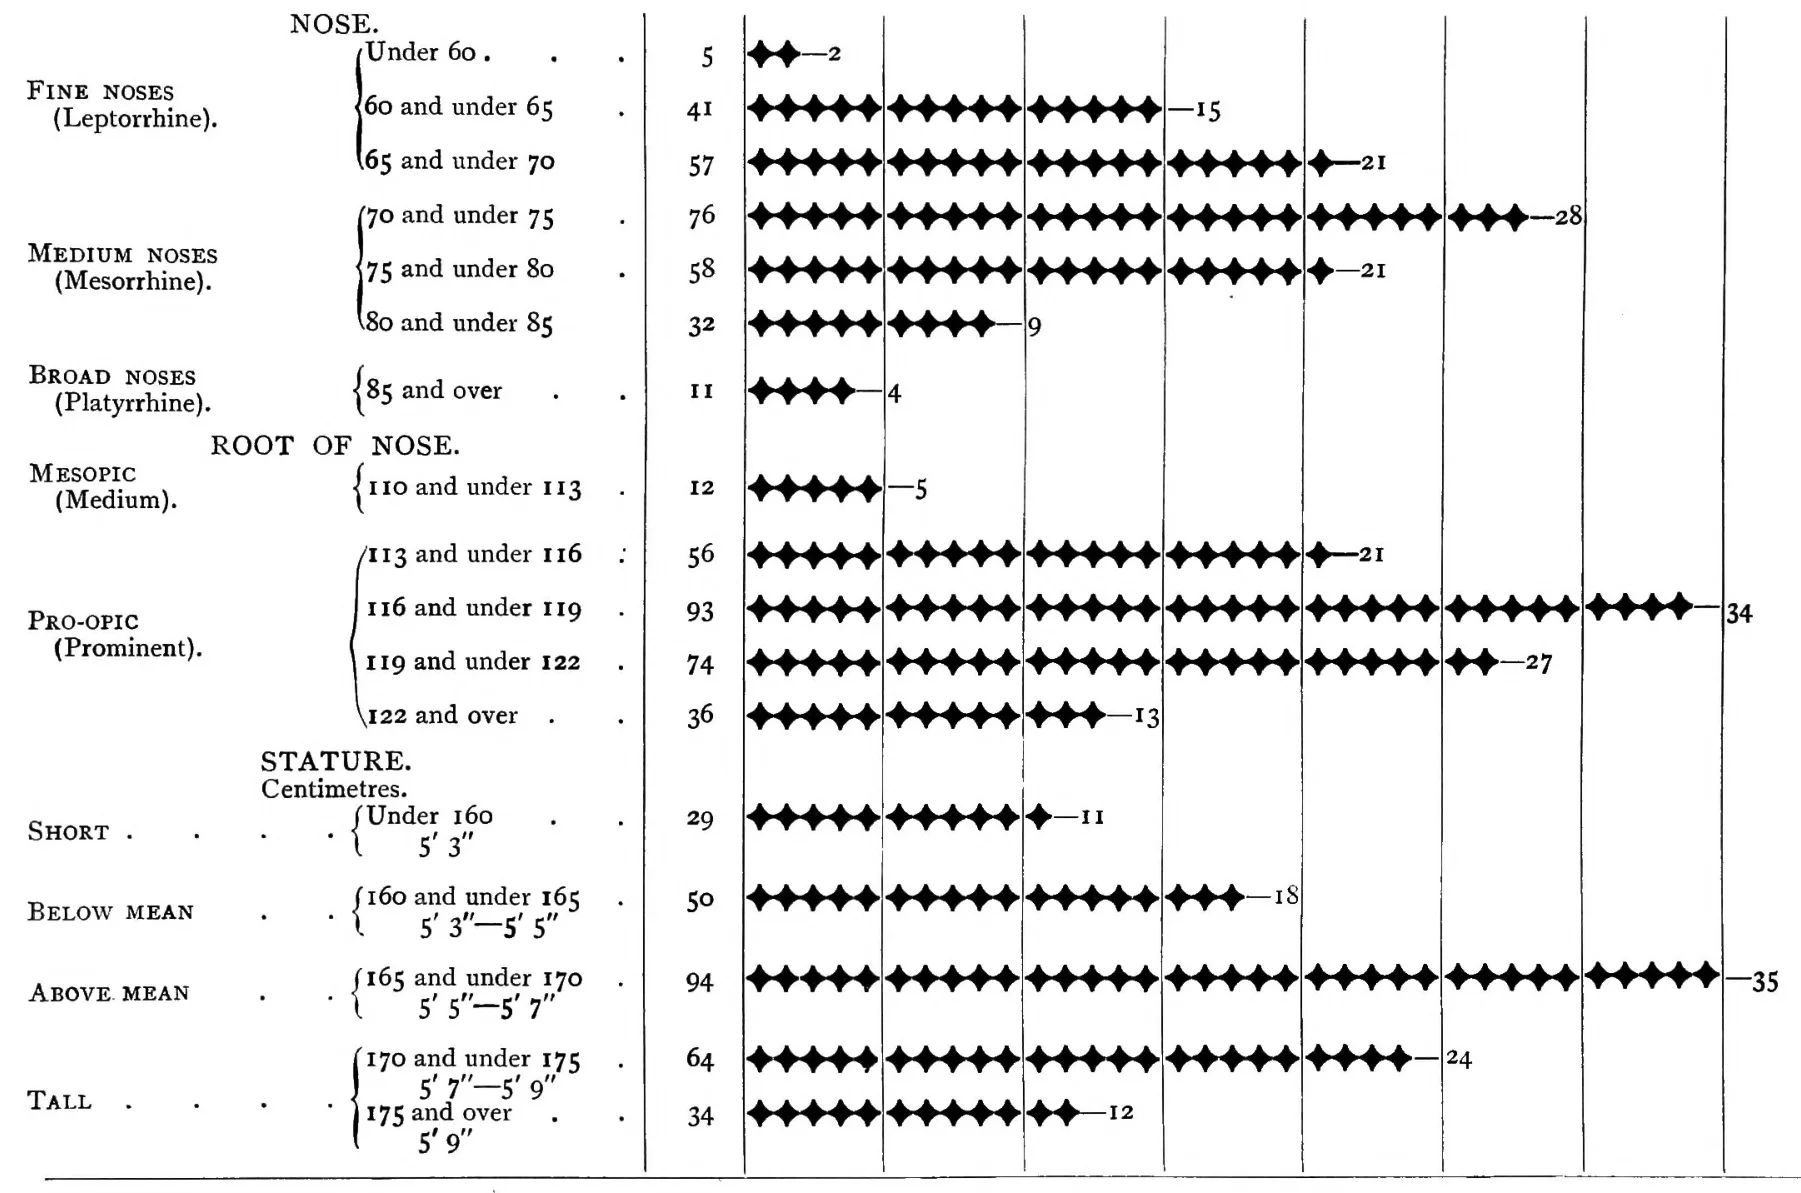 NOSE.
FINE NOSES
(Leptorrhine).
Under 60 . . . 5 —2
60 and under 65 . 41 —15
65 and under 70 57 —21
MEDIUM NOSES
(Mesorrhine).
70 and under 75 . 76 —28
75 and under 80 . 58 —21
80 and under 85 32 —9
BROAD NOSES
(Platyrrhine).
85 and over . . 11 —4
ROOT OF NOSE.
MESOPIC
(Medium).
110 and under 113 . 12 —5
PRO-OPIC
(Prominent).
113 and under 116 : 56 —21
116 and under 119 . 93 —34
119 and under 122 . 74 —27
122 and over . . 36 —13
STATURE.
Centimetres.
SHORT . . . .
Under 160 . . 29 —11
5′ 3″
BELOW MEAN . .
160 and under 165 . 50 —18
5′ 3″—5′ 5″
ABOVE MEAN . .
165 and under 170 . 94 —35
5′ 5″—5′ 7″
TALL . . . .
170 and under 175 . 64 —24
5′ 7″—5′ 9″
175 and over . . 34 —12
5′ 9″